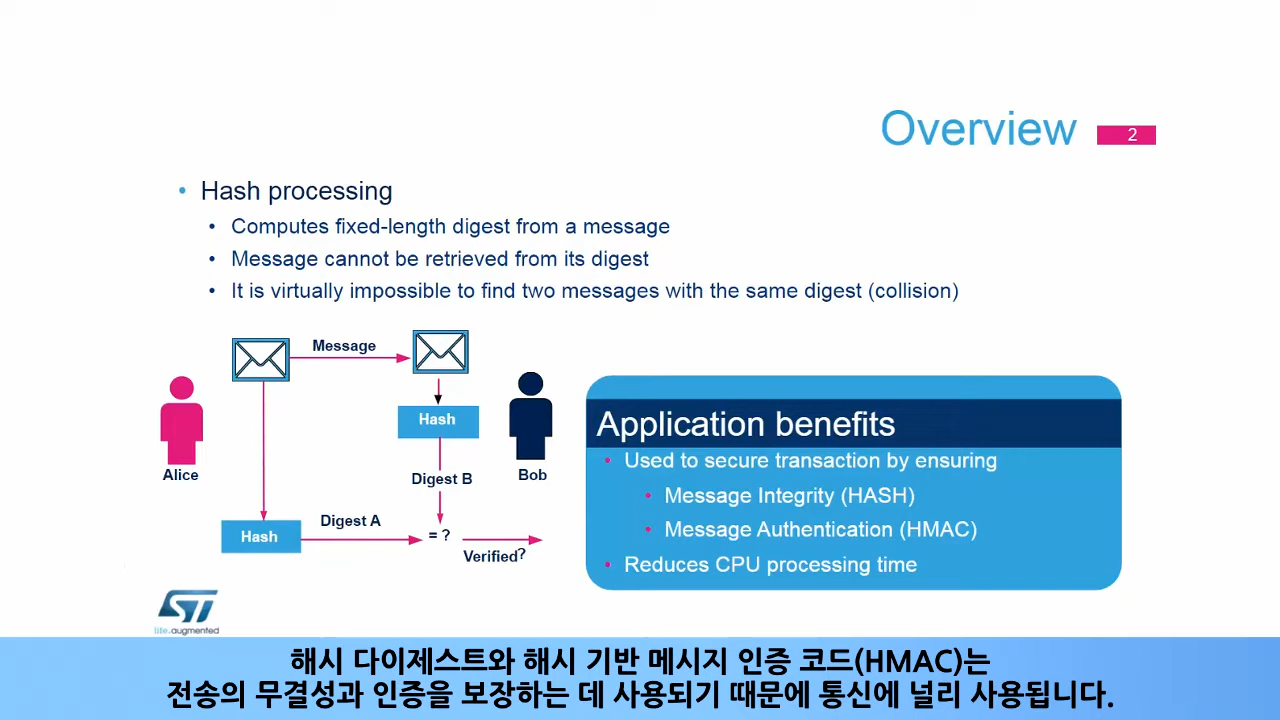 Overview
2
• Hash processing
• Computes fixed-length digest from a message
• Message cannot be retrieved from its digest
• It is virtually impossible to find two messages with the same digest (collision)
Message
Hash
Alice
Bob
Digest B
Digest A
Hash
= ?
Verified?
Application benefits
• Used to secure transaction by ensuring
• Message Integrity (HASH)
• Message Authentication (HMAC)
• Reduces CPU processing time
ST
life.augmented
해시 다이제스트와 해시 기반 메시지 인증 코드(HMAC)는
전송의 무결성과 인증을 보장하는 데 사용되기 때문에 통신에 널리 사용됩니다.